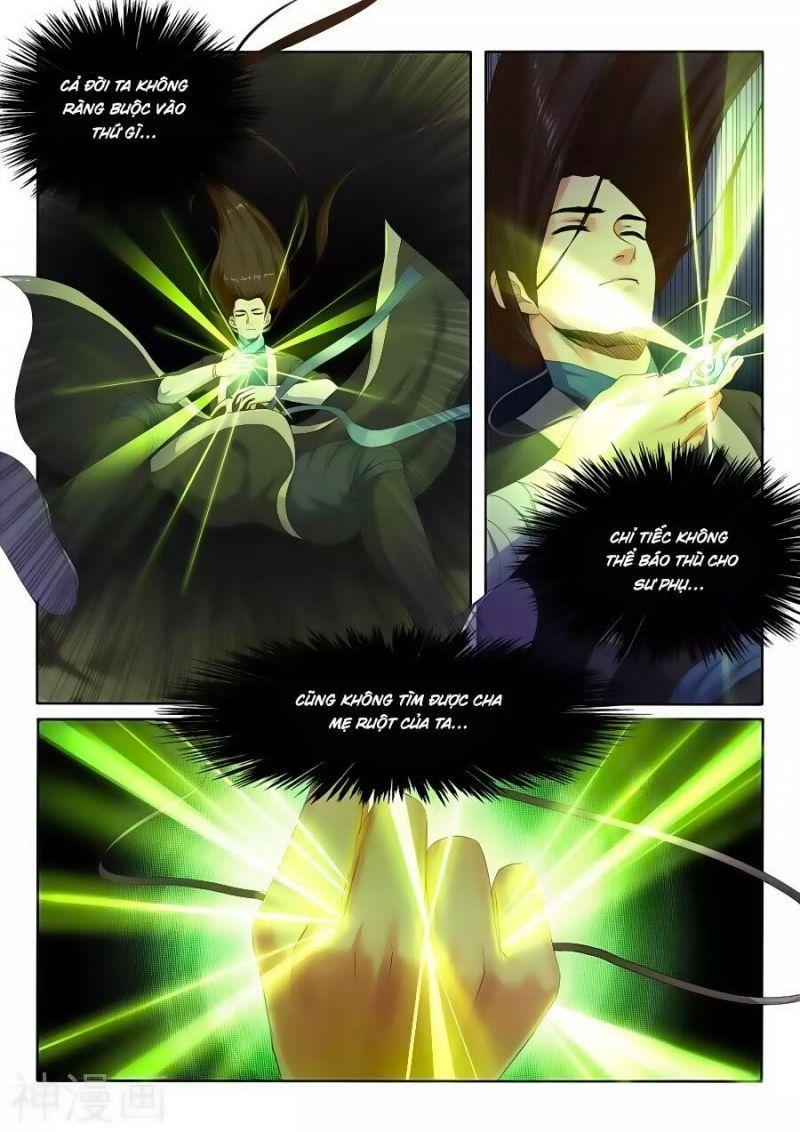 CẢ ĐỜI TA KHÔNG
RÀNG BUỘC VÀO
THỨ GÌ...
CHỈ TIẾC KHÔNG
THỂ BÁO THÙ CHO
SƯ PHỤ...
CŨNG KHÔNG TÌM ĐƯỢC CHA
MẸ RUỘT CỦA TA...
神漫画